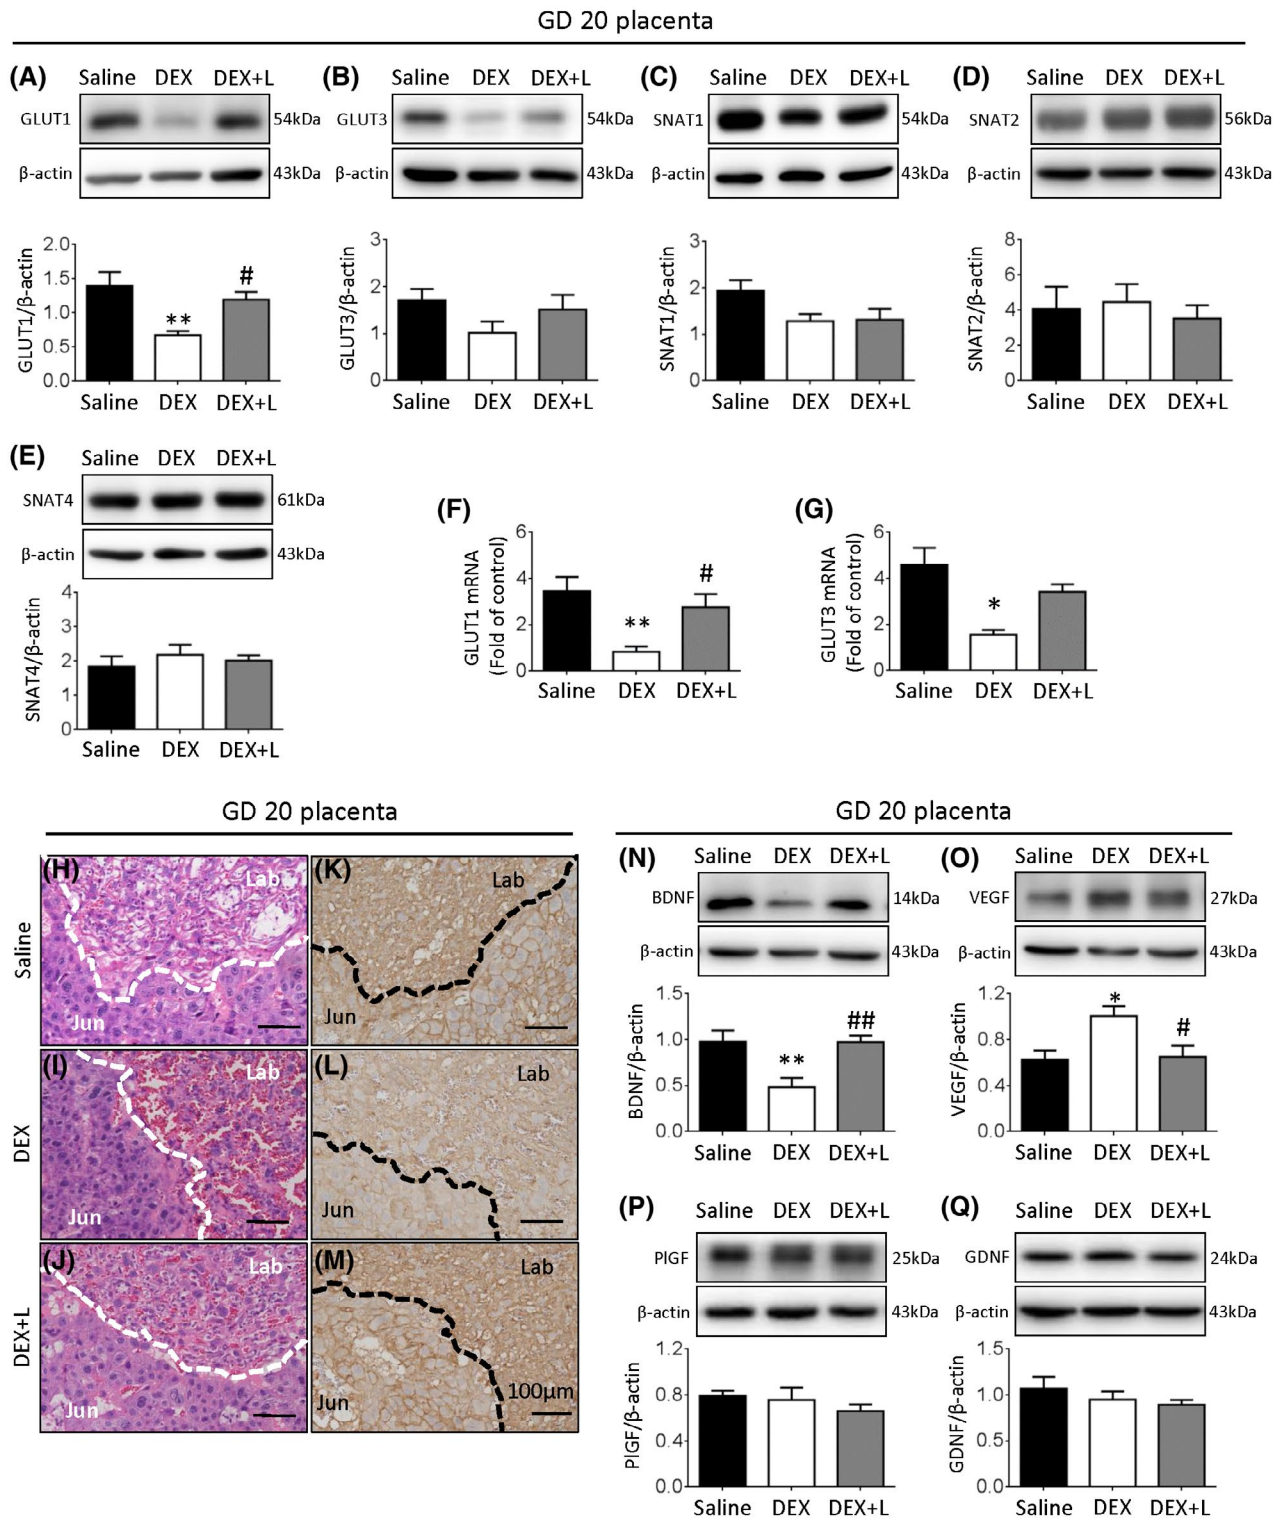 GD 20 placenta
(A) Saline DEX DEX+L
GLUT1 54kDa
β-actin 43kDa
GLUT1/β-actin
2.0
1.5
1.0
0.5
0.0
**
#
Saline DEX DEX+L
(B) Saline DEX DEX+L
GLUT3 54kDa
β-actin 43kDa
GLUT3/β-actin
3
2
1
0
Saline DEX DEX+L
(C) Saline DEX DEX+L
SNAT1 54kDa
β-actin 43kDa
SNAT1/β-actin
3
2
1
0
Saline DEX DEX+L
(D) Saline DEX DEX+L
SNAT2 56kDa
β-actin 43kDa
SNAT2/β-actin
8
6
4
2
0
Saline DEX DEX+L
(E) Saline DEX DEX+L
SNAT4 61kDa
β-actin 43kDa
SNAT4/β-actin
4
3
2
1
0
Saline DEX DEX+L
(F)
GLUT1 mRNA
(Fold of control)
6
4
2
0
**
#
Saline DEX DEX+L
(G)
GLUT3 mRNA
(Fold of control)
6
4
2
0
*
Saline DEX DEX+L
GD 20 placenta
Saline
(H) Lab
Jun
(K) Lab
Jun
DEX
(I) Lab
Jun
(L) Lab
Jun
DEX+L
(J) Lab
Jun
(M) Lab
Jun
100μm
GD 20 placenta
(N) Saline DEX DEX+L
BDNF 14kDa
β-actin 43kDa
BDNF/β-actin
1.5
1.0
0.5
0.0
**
##
Saline DEX DEX+L
(O) Saline DEX DEX+L
VEGF 27kDa
β-actin 43kDa
VEGF/β-actin
1.2
0.8
0.4
0.0
*
#
Saline DEX DEX+L
(P) Saline DEX DEX+L
PlGF 25kDa
β-actin 43kDa
PlGF/β-actin
1.2
0.8
0.4
0.0
Saline DEX DEX+L
(Q) Saline DEX DEX+L
GDNF 24kDa
β-actin 43kDa
GDNF/β-actin
1.5
1.0
0.5
0.0
Saline DEX DEX+L